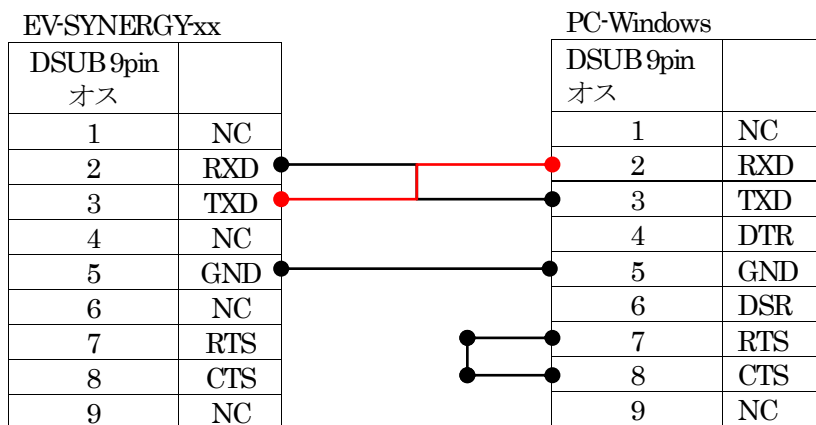 EV-SYNERGY-xx
DSUB 9pin
オス
1 NC
2 RXD
3 TXD
4 NC
5 GND
6 NC
7 RTS
8 CTS
9 NC
PC-Windows
DSUB 9pin
オス
1 NC
2 RXD
3 TXD
4 DTR
5 GND
6 DSR
7 RTS
8 CTS
9 NC